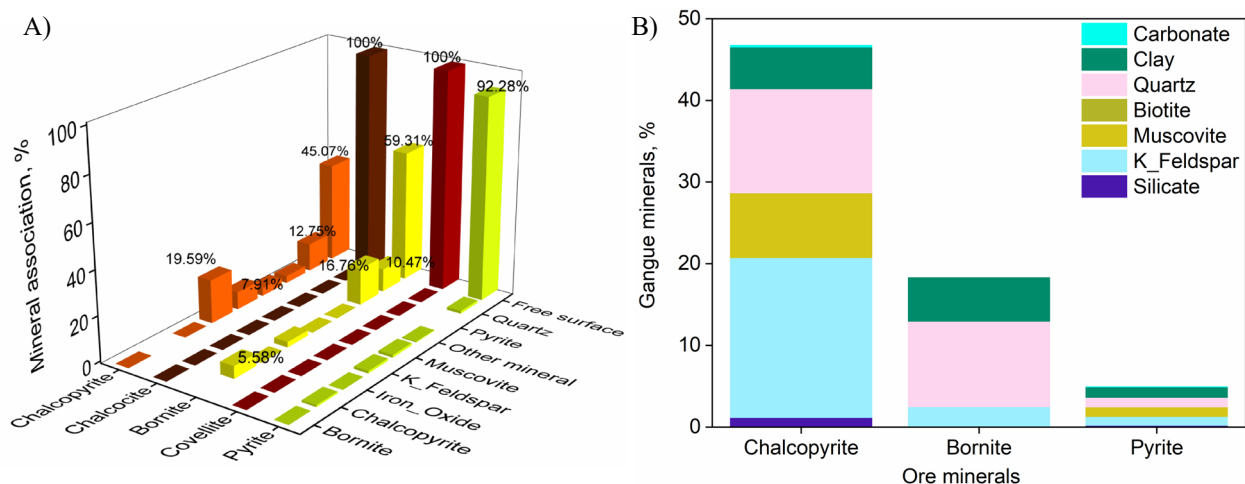 A)
Mineral association, %
100
80
60
40
20
0
100%
100%
92.28%
59.31%
45.07%
12.75%
19.59%
7.91%
16.76%
10.47%
5.58%
Chalcopyrite
Chalcocite
Bornite
Covellite
Pyrite
Free surface
Quartz
Pyrite
Other mineral
Muscovite
K_Feldspar
Iron_Oxide
Chalcopyrite
Bornite
B)
Gangue minerals, %
50
40
30
20
10
0
Carbonate
Clay
Quartz
Biotite
Muscovite
K_Feldspar
Silicate
Chalcopyrite
Bornite
Pyrite
Ore minerals